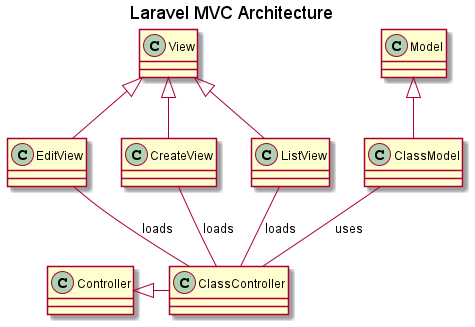 Laravel MVC Architecture
C View
C Model
C EditView
C CreateView
C ListView
C ClassModel
loads
loads
loads
uses
C Controller
C ClassController